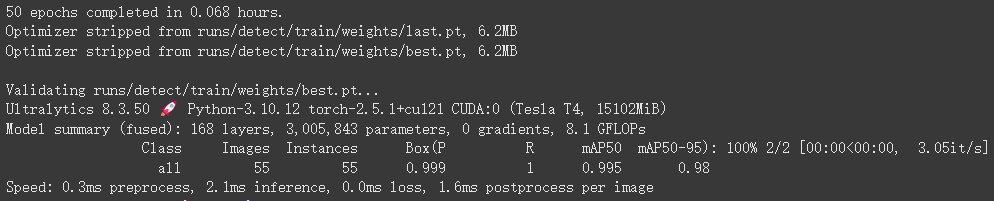 50 epochs completed in 0.068 hours.
Optimizer stripped from runs/detect/train/weights/last.pt, 6.2MB
Optimizer stripped from runs/detect/train/weights/best.pt, 6.2MB
Validating runs/detect/train/weights/best.pt...
Ultralytics 8.3.50 🚀 Python-3.10.12 torch-2.5.1+cu121 CUDA:0 (Tesla T4, 15102MiB)
Model summary (fused): 168 layers, 3,005,843 parameters, 0 gradients, 8.1 GFLOPs
Class Images Instances Box(P R mAP50 mAP50-95): 100% 2/2 [00:00<00:00, 3.05it/s]
all 55 55 0.999 1 0.995 0.98
Speed: 0.3ms preprocess, 2.1ms inference, 0.0ms loss, 1.6ms postprocess per image